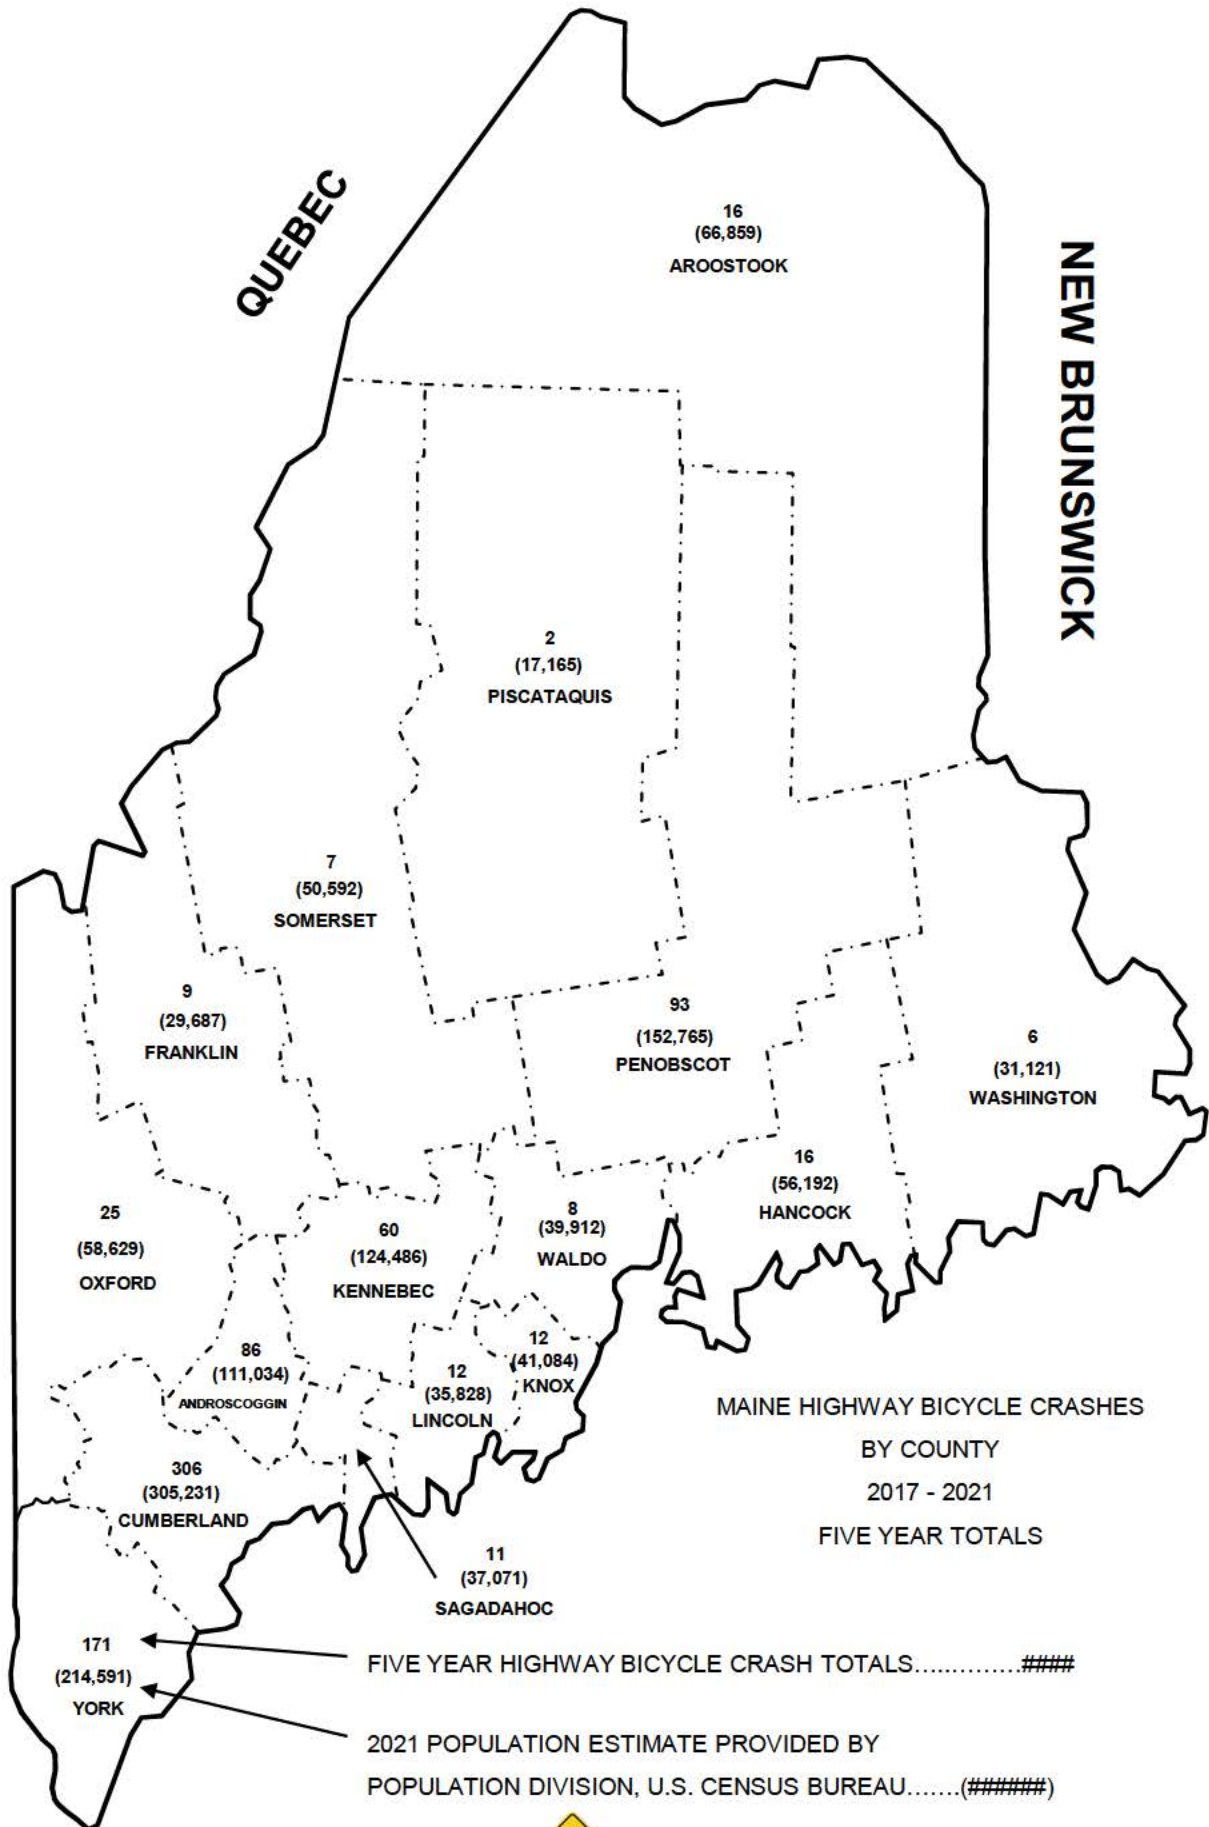 QUEBEC
16
(66,859)
AROOSTOOK
NEW BRUNSWICK
2
(17,165)
PISCATAQUIS
7
(50,592)
SOMERSET
9
(29,687)
FRANKLIN
93
(152,765)
PENOBSCOT
6
(31,121)
WASHINGTON
16
(56,192)
HANCOCK
25
(58,629)
OXFORD
60
(124,486)
KENNEBEC
8
(39,912)
WALDO
86
(111,034)
ANDROSCOGGIN
12
(35,828)
LINCOLN
12
(41,084)
KNOX
306
(305,231)
CUMBERLAND
11
(37,071)
SAGADAHOC
171
(214,591)
YORK
MAINE HIGHWAY BICYCLE CRASHES
BY COUNTY
2017 - 2021
FIVE YEAR TOTALS
FIVE YEAR HIGHWAY BICYCLE CRASH TOTALS...............####
2021 POPULATION ESTIMATE PROVIDED BY
POPULATION DIVISION, U.S. CENSUS BUREAU.......(######)